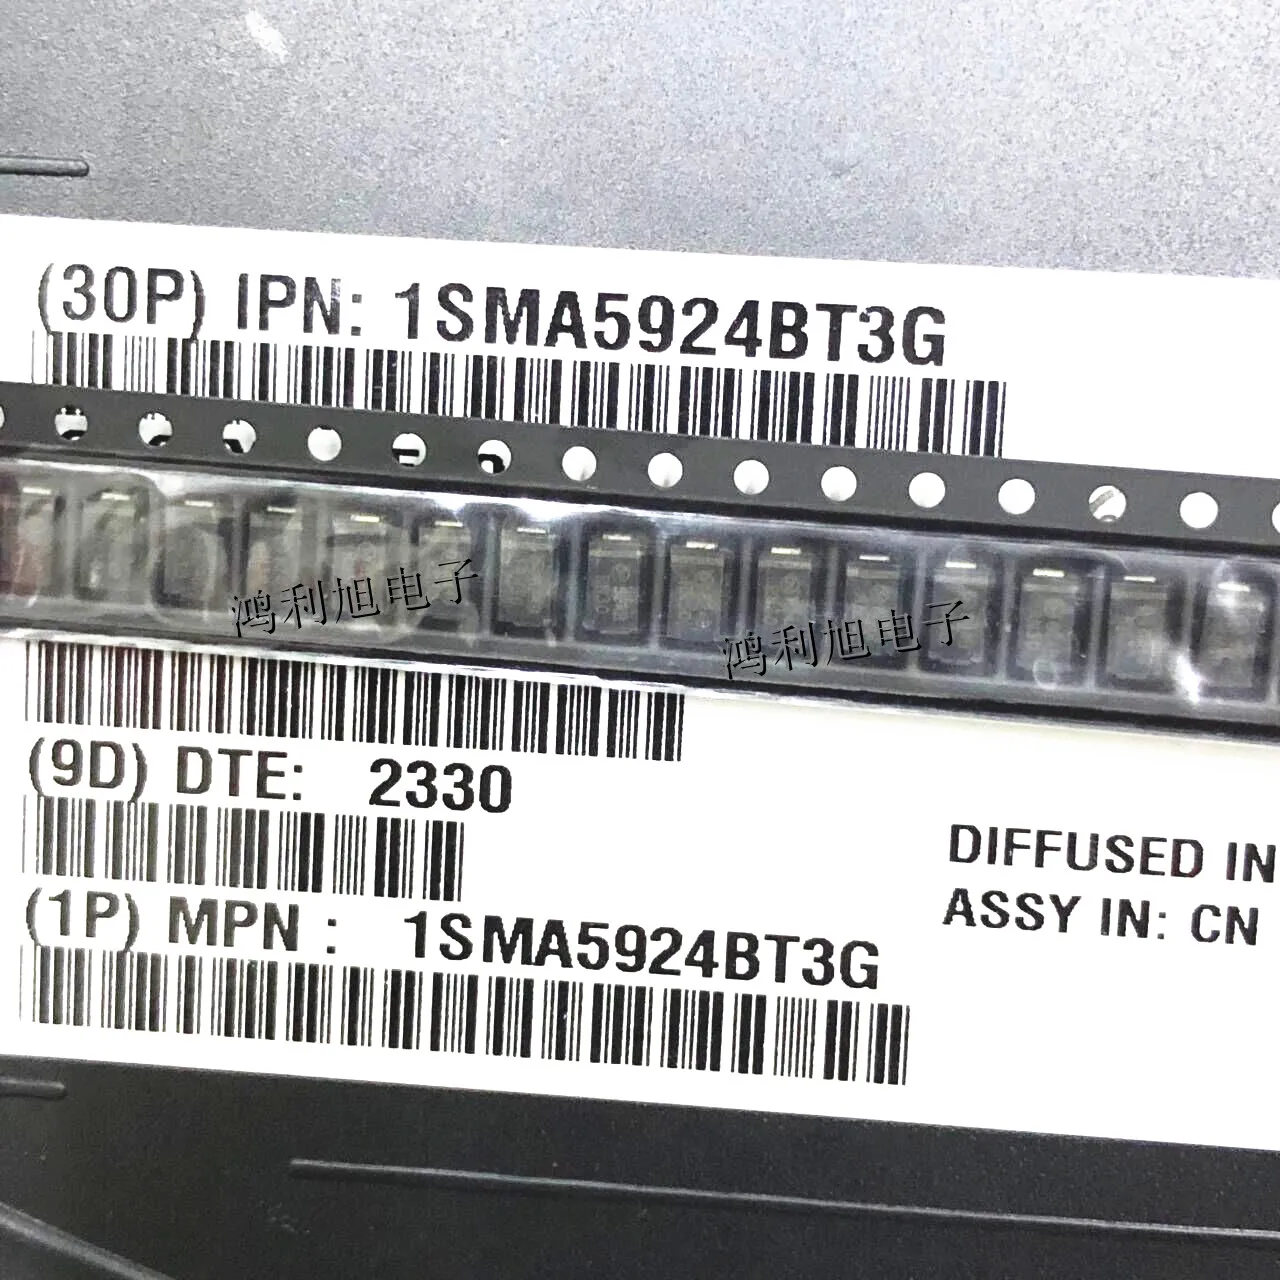 (30P) IPN: 1SMA5924BT3G
鸿利旭电子
鸿利旭电子
(9D) DTE: 2330
DIFFUSED IN
ASSY IN: CN
(1P) MPN : 1SMA5924BT3G